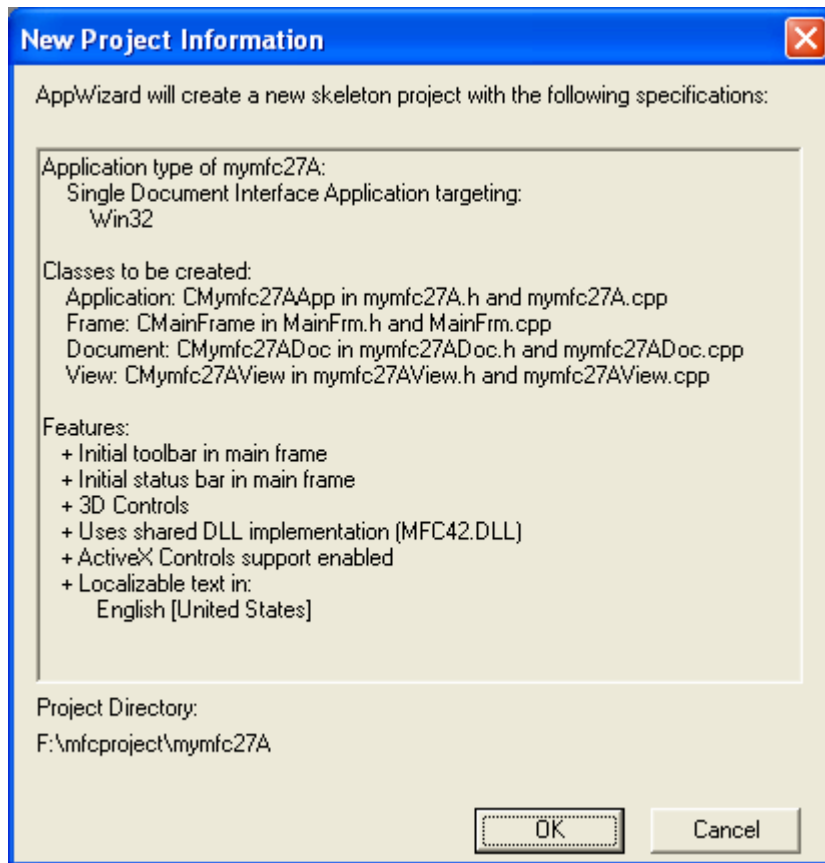 New Project Information
AppWizard will create a new skeleton project with the following specifications:
Application type of mymfc27A:
Single Document Interface Application targeting:
Win32
Classes to be created:
Application: CMymfc27AApp in mymfc27A.h and mymfc27A.cpp
Frame: CMainFrame in MainFrm.h and MainFrm.cpp
Document: CMymfc27ADoc in mymfc27ADoc.h and mymfc27ADoc.cpp
View: CMymfc27AView in mymfc27AView.h and mymfc27AView.cpp
Features:
+ Initial toolbar in main frame
+ Initial status bar in main frame
+ 3D Controls
+ Uses shared DLL implementation (MFC42.DLL)
+ ActiveX Controls support enabled
+ Localizable text in:
English [United States]
Project Directory:
F:\mfcproject\mymfc27A
OK Cancel